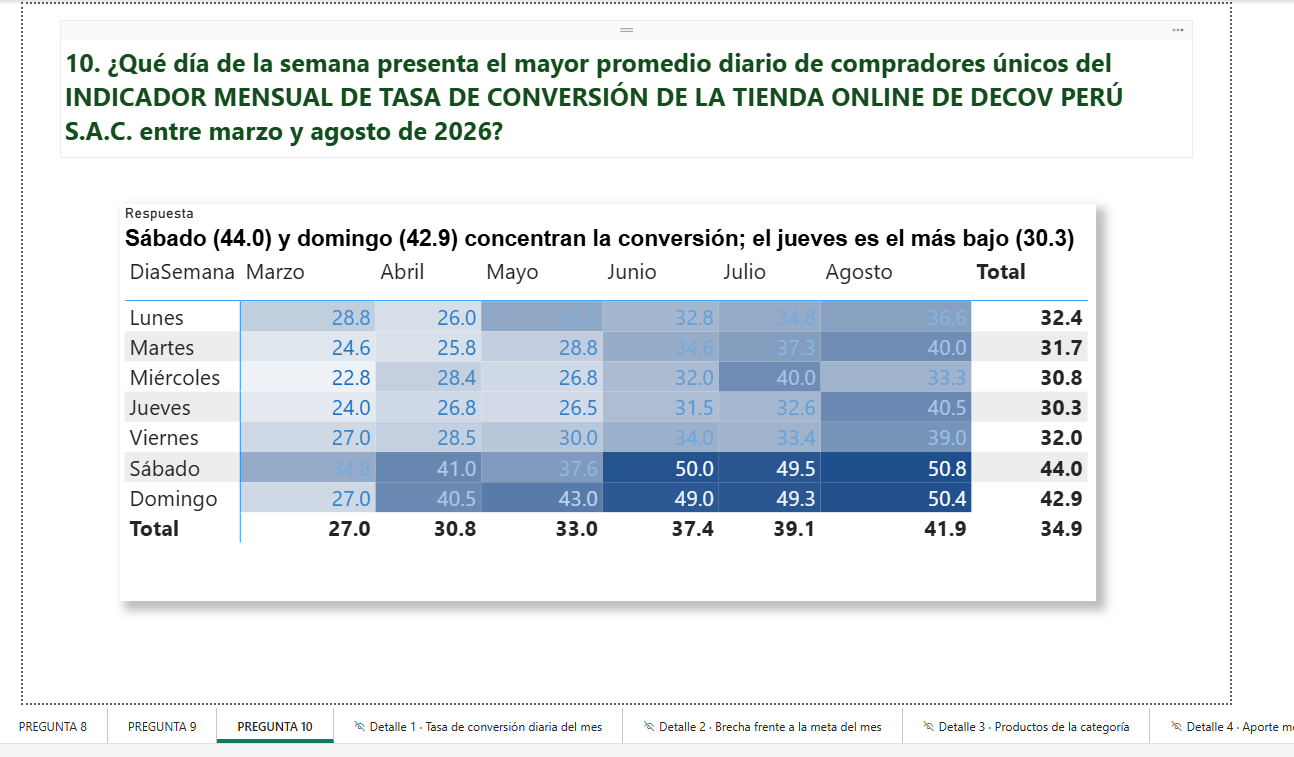 10. ¿Qué día de la semana presenta el mayor promedio diario de compradores únicos del
INDICADOR MENSUAL DE TASA DE CONVERSIÓN DE LA TIENDA ONLINE DE DECOV PERÚ
S.A.C. entre marzo y agosto de 2026?
Respuesta
Sábado (44.0) y domingo (42.9) concentran la conversión; el jueves es el más bajo (30.3)
DiaSemana Marzo Abril Mayo Junio Julio Agosto Total
Lunes 28.8 26.0 32.8 34.8 36.6 32.4
Martes 24.6 25.8 28.8 34.6 37.3 40.0 31.7
Miércoles 22.8 28.4 26.8 32.0 40.0 33.3 30.8
Jueves 24.0 26.8 26.5 31.5 32.6 40.5 30.3
Viernes 27.0 28.5 30.0 34.0 33.4 39.0 32.0
Sábado 34.8 41.0 37.6 50.0 49.5 50.8 44.0
Domingo 27.0 40.5 43.0 49.0 49.3 50.4 42.9
Total 27.0 30.8 33.0 37.4 39.1 41.9 34.9
PREGUNTA 8 PREGUNTA 9 PREGUNTA 10 Detalle 1 · Tasa de conversión diaria del mes Detalle 2 · Brecha frente a la meta del mes Detalle 3 · Productos de la categoría Detalle 4 · Aporte